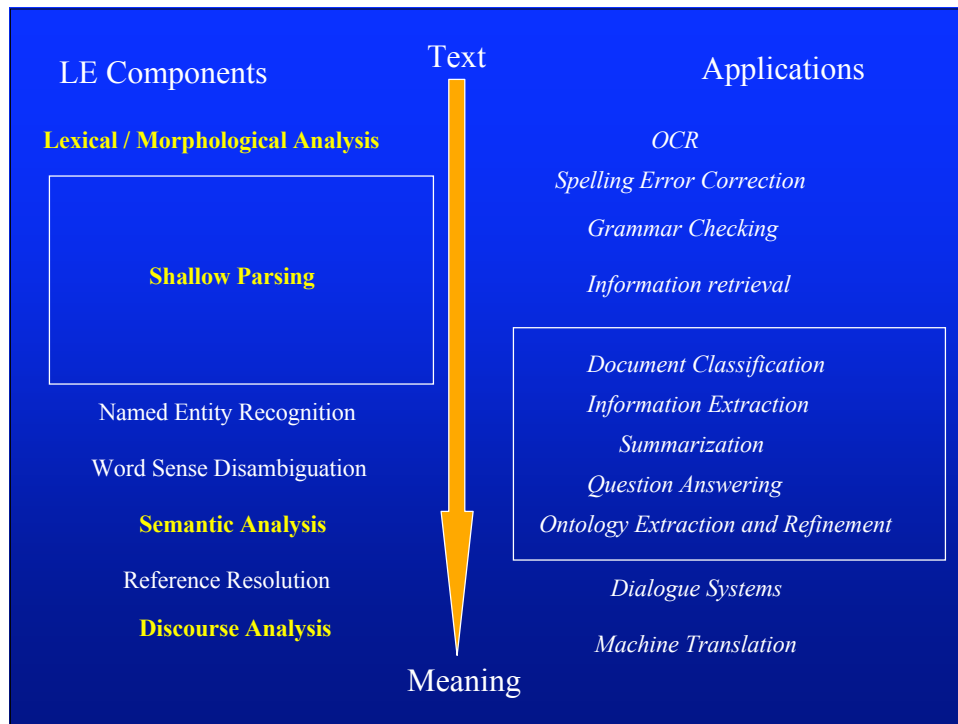 LE Components
Text
Applications
Lexical / Morphological Analysis
Shallow Parsing
Named Entity Recognition
Word Sense Disambiguation
Semantic Analysis
Reference Resolution
Discourse Analysis
OCR
Spelling Error Correction
Grammar Checking
Information retrieval
Document Classification
Information Extraction
Summarization
Question Answering
Ontology Extraction and Refinement
Dialogue Systems
Machine Translation
Meaning